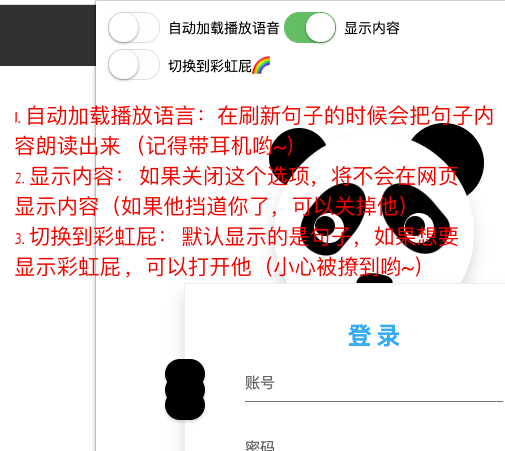 自动加载播放语音 显示内容
切换到彩虹屁🌈
1. 自动加载播放语言：在刷新句子的时候会把句子内
容朗读出来（记得带耳机哟~）
2. 显示内容：如果关闭这个选项，将不会在网页
显示内容（如果他挡道你了，可以关掉他）
3. 切换到彩虹屁：默认显示的是句子，如果想要
显示彩虹屁，可以打开他（小心被撩到哟~）
登 录
账号
密码